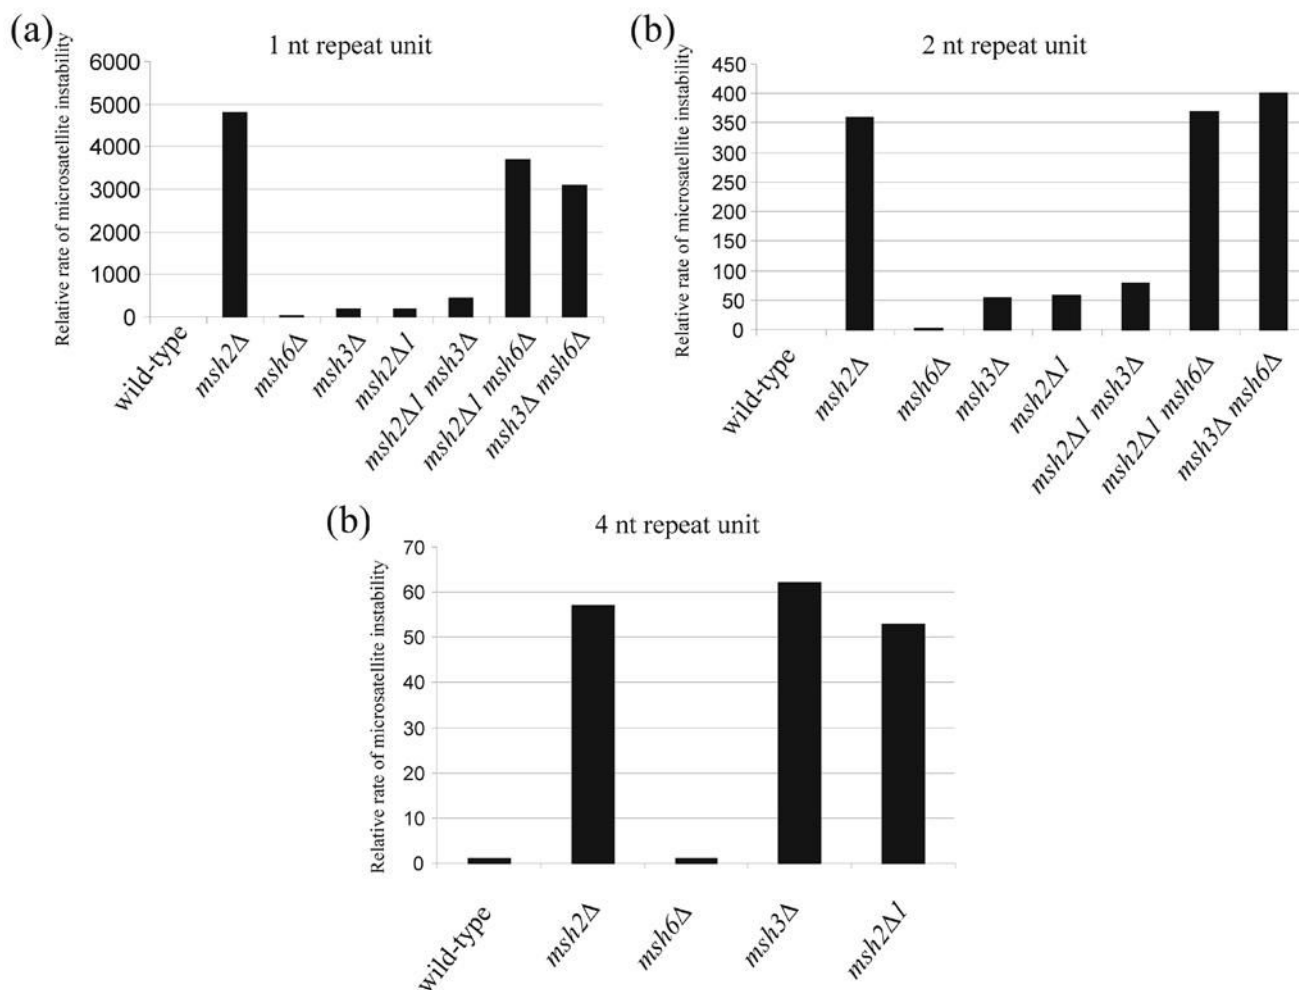 (a)
1 nt repeat unit
Relative rate of microsatellite instability
6000
5000
4000
3000
2000
1000
0
wild-type
msh2Δ
msh6Δ
msh3Δ
msh2Δ1
msh2Δ1 msh3Δ
msh2Δ1 msh6Δ
msh3Δ msh6Δ
(b)
2 nt repeat unit
Relative rate of microsatellite instability
450
400
350
300
250
200
150
100
50
0
wild-type
msh2Δ
msh6Δ
msh3Δ
msh2Δ1
msh2Δ1 msh3Δ
msh2Δ1 msh6Δ
msh3Δ msh6Δ
(b)
4 nt repeat unit
Relative rate of microsatellite instability
70
60
50
40
30
20
10
0
wild-type
msh2Δ
msh6Δ
msh3Δ
msh2Δ1